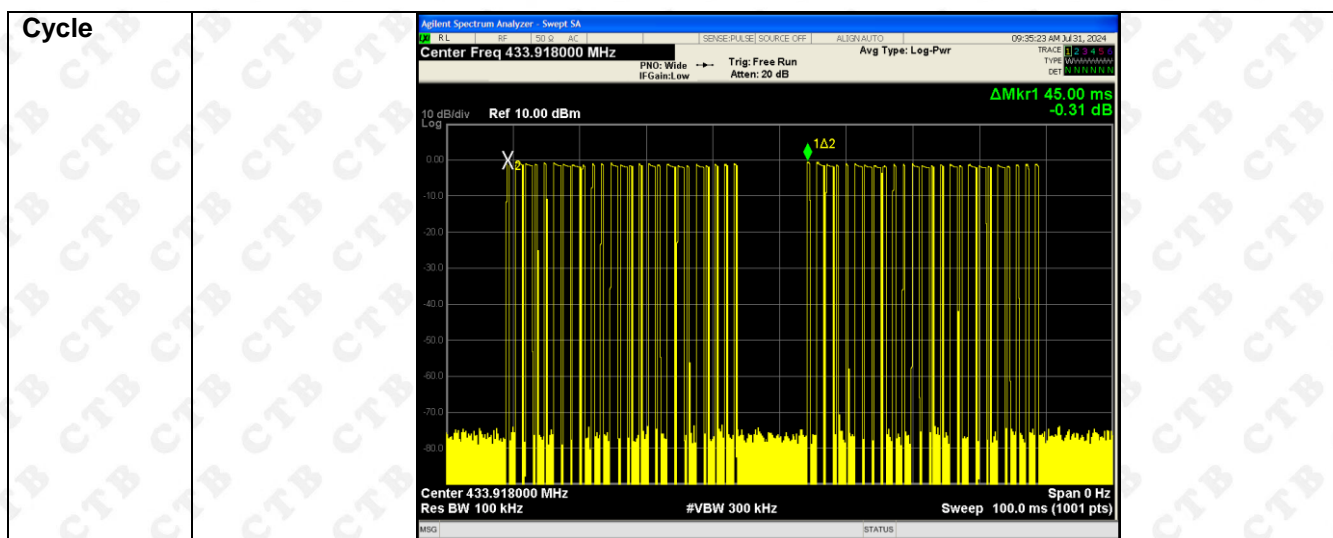 Cycle
Agilent Spectrum Analyzer - Swept SA
LXI RL RF 50 Ω AC SENSE:PULSE SOURCE OFF ALIGN AUTO 09:35:23 AM Jul 31, 2024
Center Freq 433.918000 MHz
Avg Type: Log-Pwr
TRACE 1 2 3 4 5 6
PNO: Wide Trig: Free Run
TYPE W
IFGain:Low Atten: 20 dB
DET N N N N N N
ΔMkr1 45.00 ms
-0.31 dB
10 dB/div Ref 10.00 dBm
Log
1Δ2
0.00
X2
-10.0
-20.0
-30.0
-40.0
-50.0
-60.0
-70.0
-80.0
Center 433.918000 MHz Span 0 Hz
Res BW 100 kHz #VBW 300 kHz Sweep 100.0 ms (1001 pts)
MSG STATUS
CTB